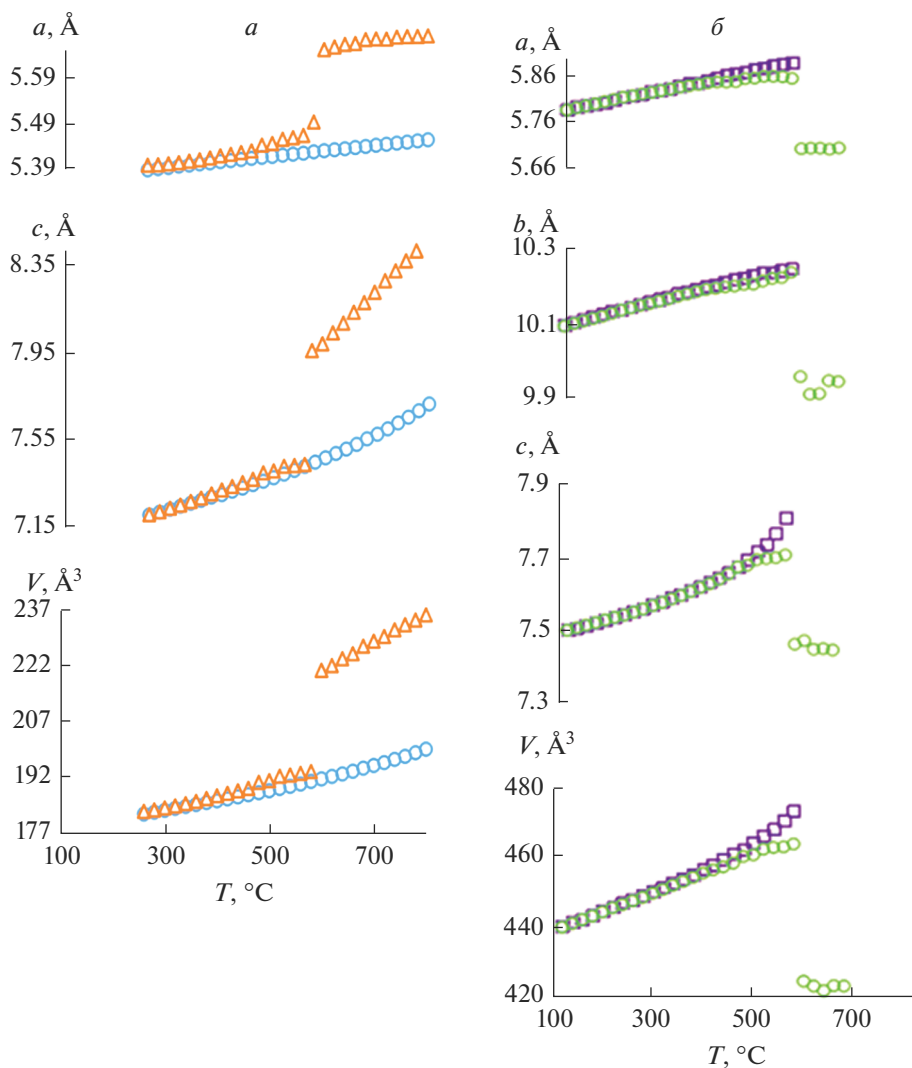 а
a, Å
5.59
5.49
5.39
c, Å
8.35
7.95
7.55
7.15
V, Å³
237
222
207
192
177
100 300 500 700
T, °C
б
a, Å
5.86
5.76
5.66
b, Å
10.3
10.1
9.9
c, Å
7.9
7.7
7.5
7.3
V, Å³
480
460
440
420
100 300 500 700
T, °C